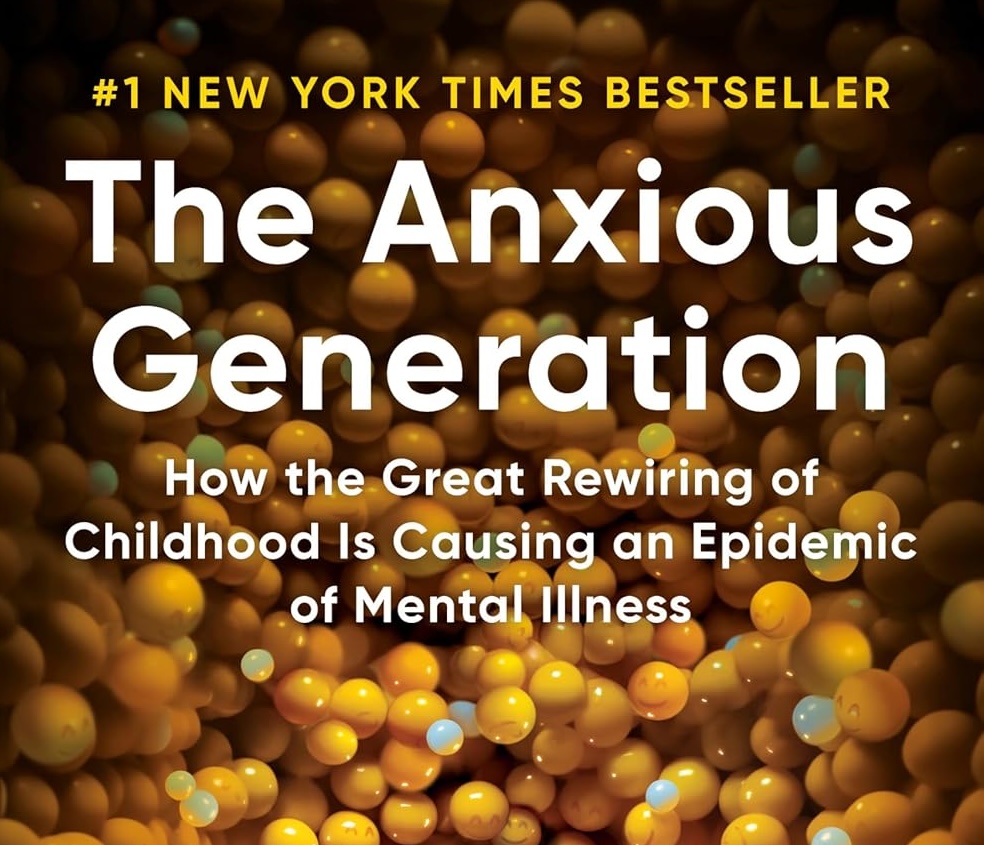 #1 NEW YORK TIMES BESTSELLER
The Anxious
Generation
How the Great Rewiring of
Childhood Is Causing an Epidemic
of Mental Illness